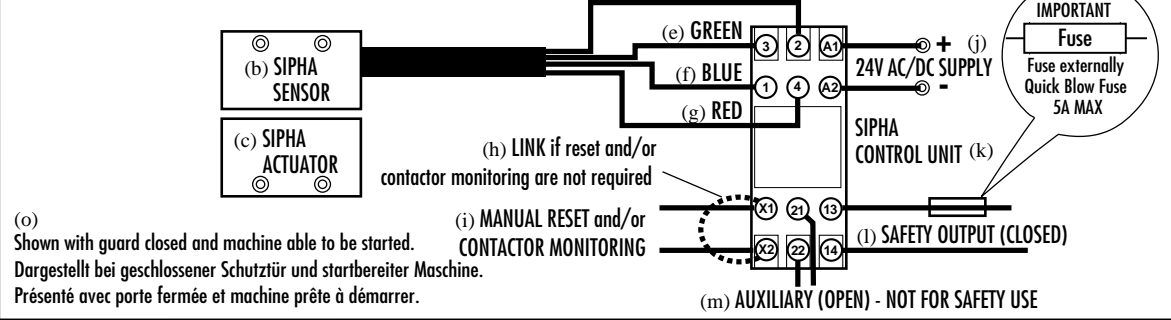 IMPORTANT
Fuse
Fuse externally
Quick Blow Fuse
5A MAX
(e) GREEN
3
2
A1
+
(j)
24V AC/DC SUPPLY
-
(b) SIPHA
SENSOR
(f) BLUE
1
4
A2
(g) RED
(c) SIPHA
ACTUATOR
SIPHA
CONTROL UNIT (k)
(h) LINK if reset and/or
contactor monitoring are not required
X1
21
13
(i) MANUAL RESET and/or
CONTACTOR MONITORING
X2
22
14
(l) SAFETY OUTPUT (CLOSED)
(m) AUXILIARY (OPEN) - NOT FOR SAFETY USE
(o)
Shown with guard closed and machine able to be started.
Dargestellt bei geschlossener Schutztür und startbereiter Maschine.
Présenté avec porte fermée et machine prête à démarrer.